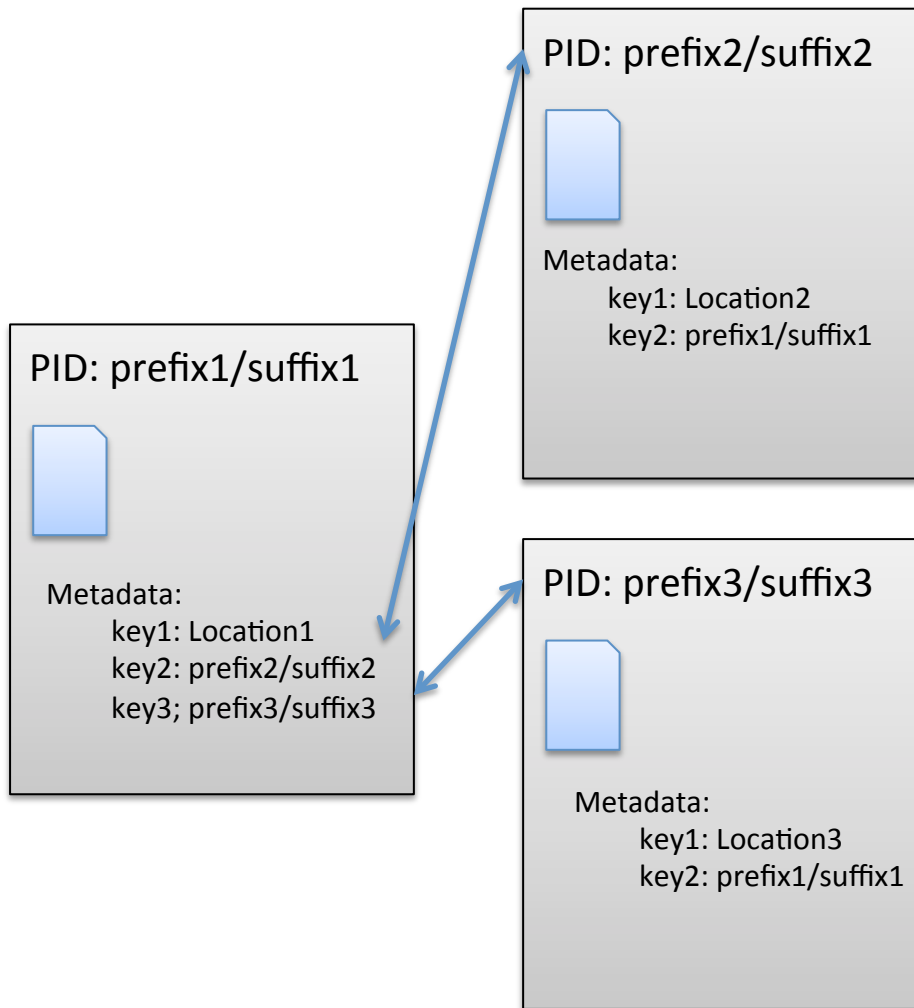 PID: prefix2/suffix2
Metadata:
key1: Location2
key2: prefix1/suffix1
PID: prefix1/suffix1
Metadata:
key1: Location1
key2: prefix2/suffix2
key3; prefix3/suffix3
PID: prefix3/suffix3
Metadata:
key1: Location3
key2: prefix1/suffix1